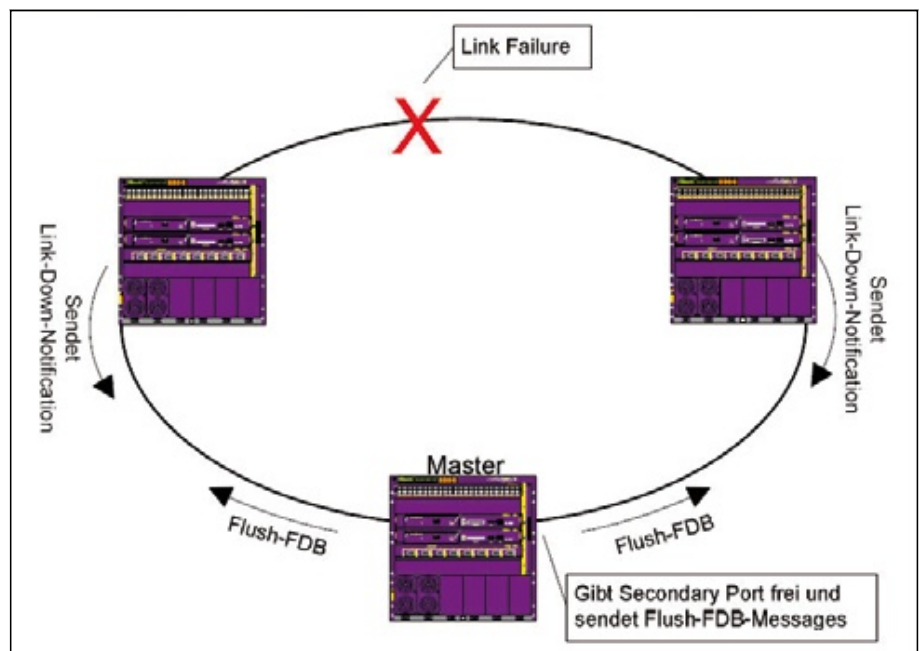 Link Failure
Sendet
Link-Down-Notification
Sendet
Link-Down-Notification
Master
Flush-FDB
Flush-FDB
Gibt Secondary Port frei und
sendet Flush-FDB-Messages